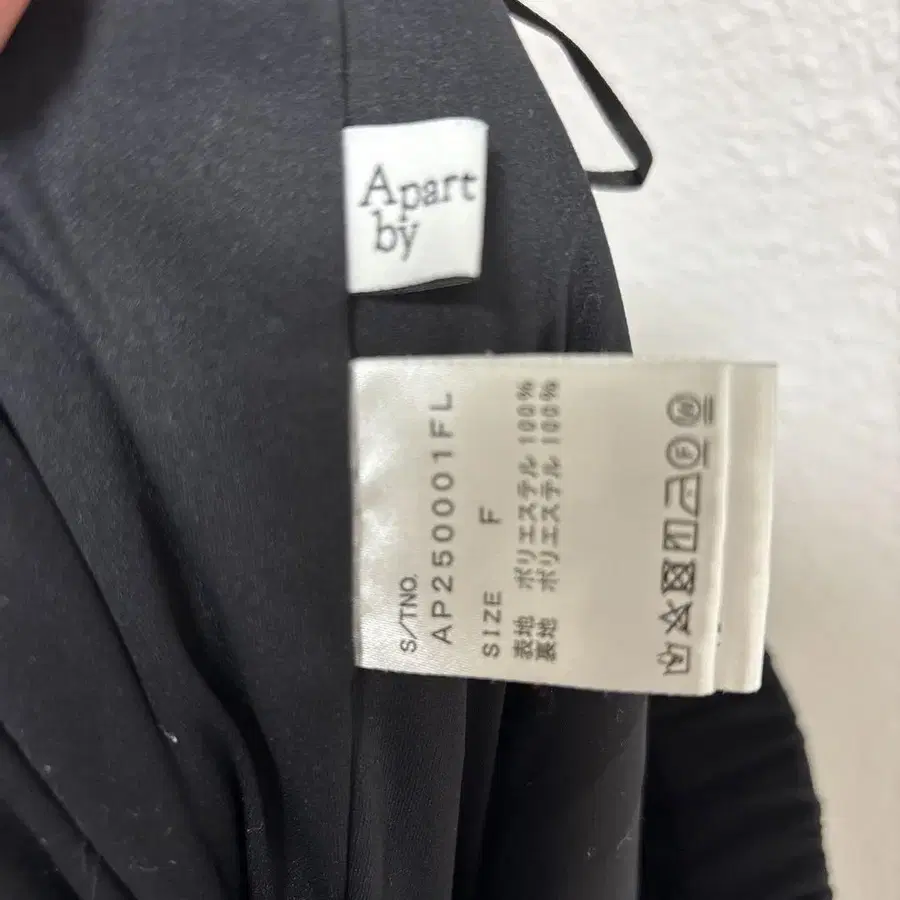 Apart
by
S/TNO.
AP250001FL
SIZE F
表地 ポリエステル 100%
裏地 ポリエステル 100%